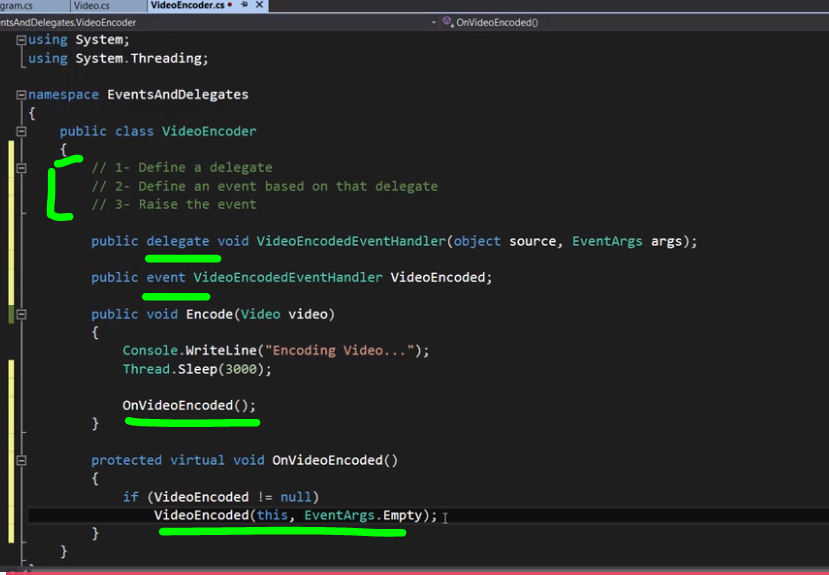 gram.cs Video.cs VideoEncoder.cs
ntsAndDelegates.VideoEncoder OnVideoEncoded()
using System;
using System.Threading;
namespace EventsAndDelegates
{
public class VideoEncoder
{
// 1- Define a delegate
// 2- Define an event based on that delegate
// 3- Raise the event
public delegate void VideoEncodedEventHandler(object source, EventArgs args);
public event VideoEncodedEventHandler VideoEncoded;
public void Encode(Video video)
{
Console.WriteLine("Encoding Video...");
Thread.Sleep(3000);
OnVideoEncoded();
}
protected virtual void OnVideoEncoded()
{
if (VideoEncoded != null)
VideoEncoded(this, EventArgs.Empty);
}
}